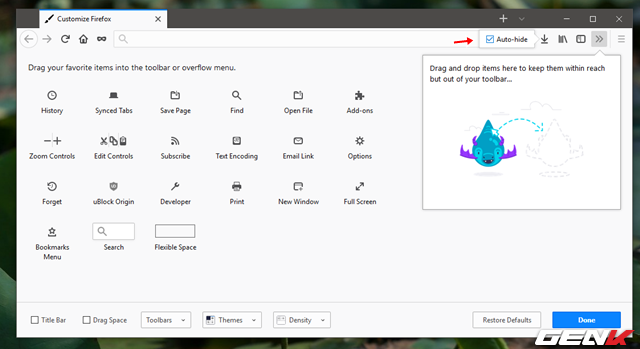 Customize Firefox
Auto-hide
Drag your favorite items into the toolbar or overflow menu.
Drag and drop items here to keep them within reach
but out of your toolbar...
History
Synced Tabs
Save Page
Find
Open File
Add-ons
Zoom Controls
Edit Controls
Subscribe
Text Encoding
Email Link
Options
Forget
uBlock Origin
Developer
Print
New Window
Full Screen
Bookmarks
Menu
Search
Search
Flexible Space
Title Bar
Drag Space
Toolbars
Themes
Density
Restore Defaults
Done
GENK